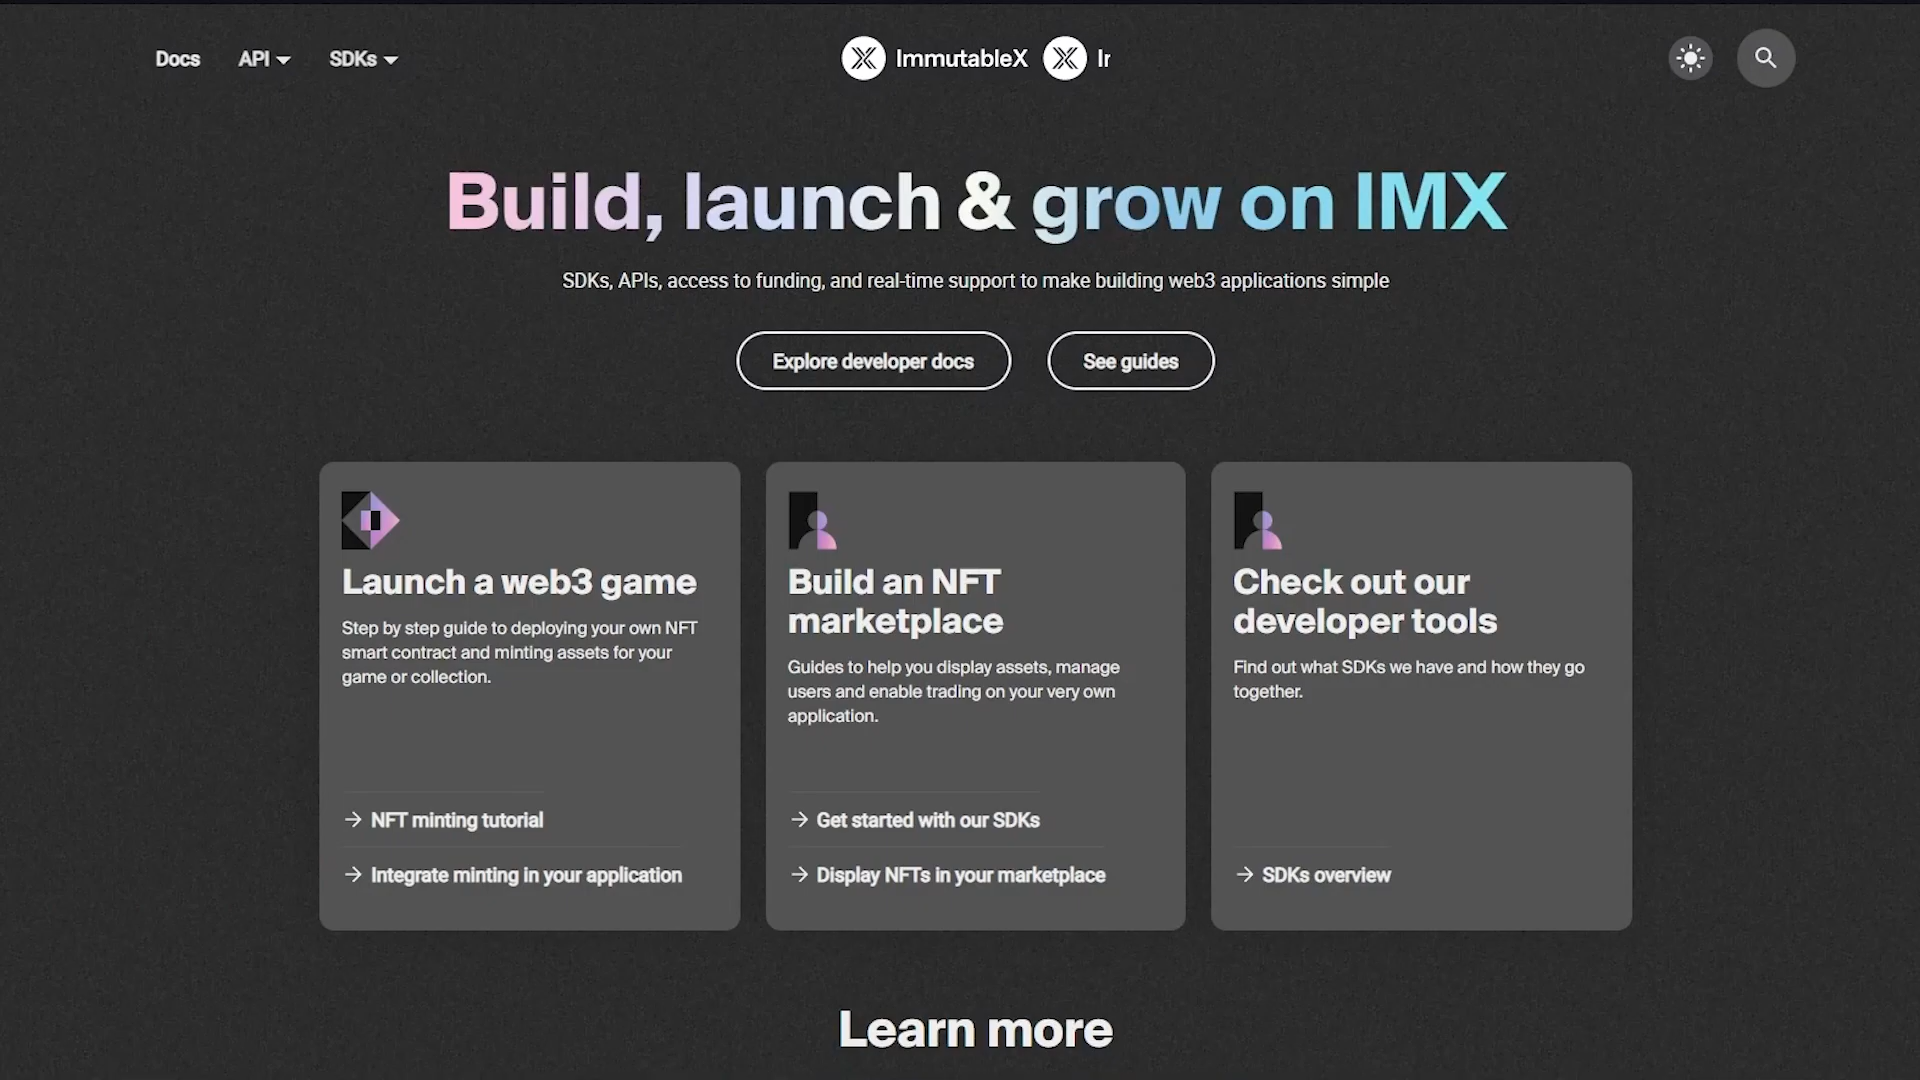 Docs API SDKs ImmutableX Ir
Build, launch & grow on IMX
SDKs, APIs, access to funding, and real-time support to make building web3 applications simple
Explore developer docs See guides
Launch a web3 game
Step by step guide to deploying your own NFT
smart contract and minting assets for your
game or collection.
NFT minting tutorial
Integrate minting in your application
Build an NFT
marketplace
Guides to help you display assets, manage
users and enable trading on your very own
application.
Get started with our SDKs
Display NFTs in your marketplace
Check out our
developer tools
Find out what SDKs we have and how they go
together.
SDKs overview
Learn more